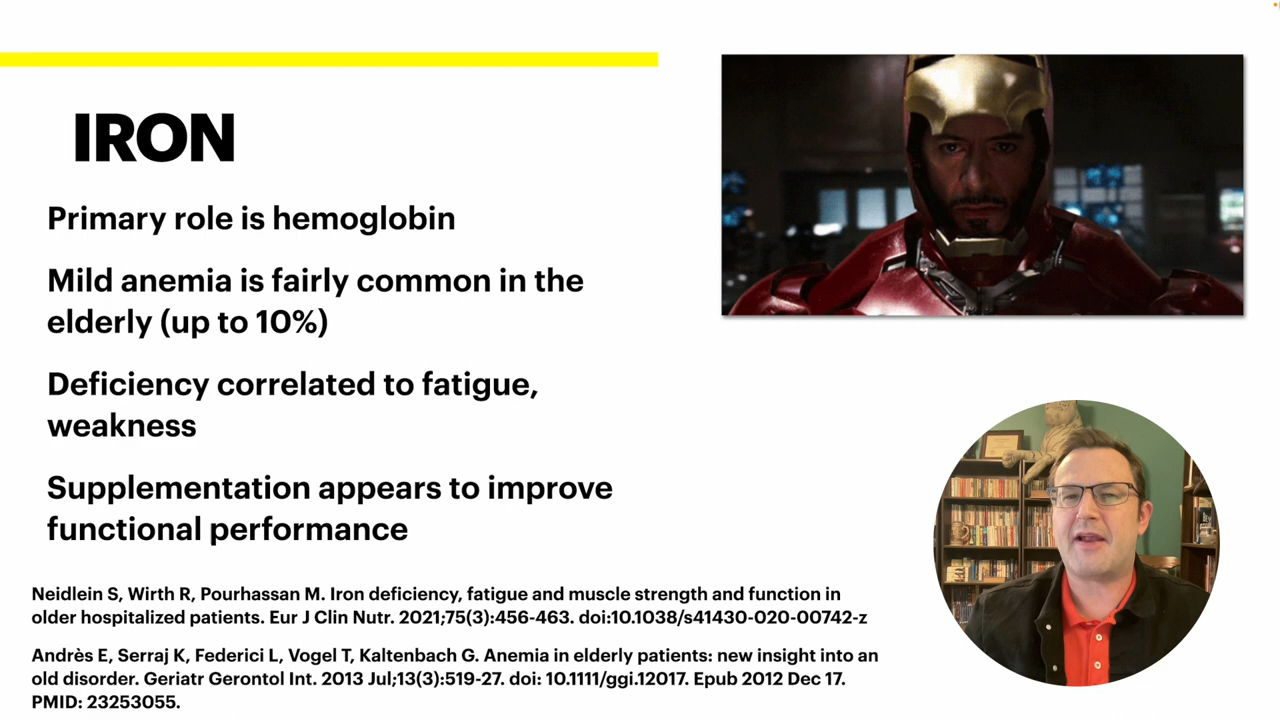 IRON
Primary role is hemoglobin
Mild anemia is fairly common in the
elderly (up to 10%)
Deficiency correlated to fatigue,
weakness
Supplementation appears to improve
functional performance
Neidlein S, Wirth R, Pourhassan M. Iron deficiency, fatigue and muscle strength and function in
older hospitalized patients. Eur J Clin Nutr. 2021;75(3):456-463. doi:10.1038/s41430-020-00742-z
Andrès E, Serraj K, Federici L, Vogel T, Kaltenbach G. Anemia in elderly patients: new insight into an
old disorder. Geriatr Gerontol Int. 2013 Jul;13(3):519-27. doi: 10.1111/ggi.12017. Epub 2012 Dec 17.
PMID: 23253055.